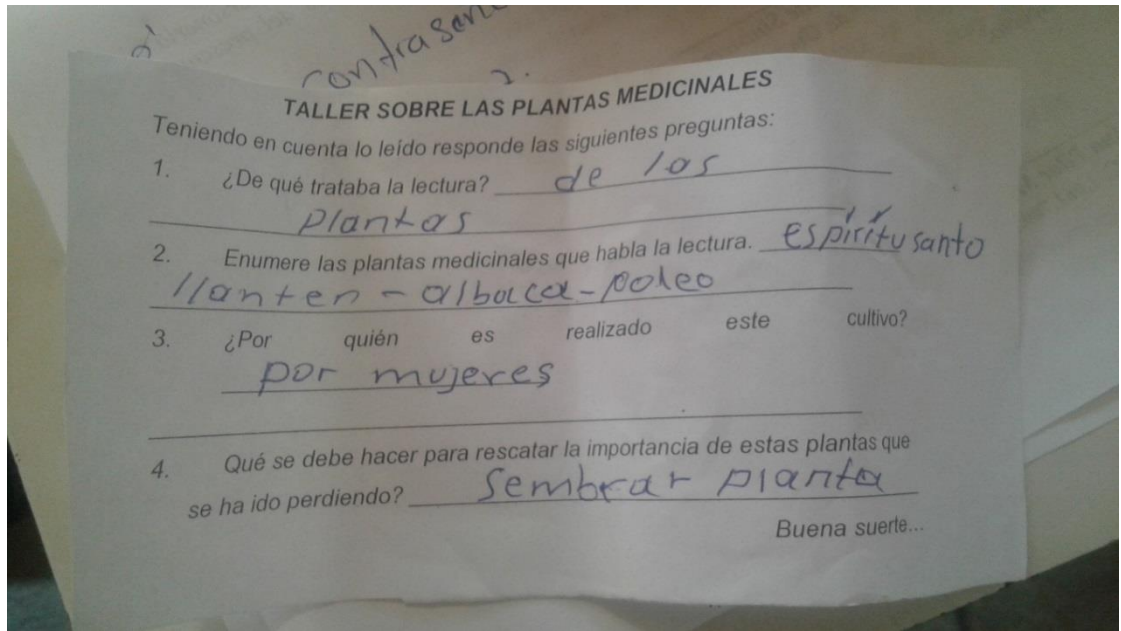 contraseñ
TALLER SOBRE LAS PLANTAS MEDICINALES
Teniendo en cuenta lo leído responde las siguientes preguntas:
1. ¿De qué trataba la lectura? de las
plantas
2. Enumere las plantas medicinales que habla la lectura. espíritu santo
llanten - albaca - poleo
3. ¿Por quién es realizado este cultivo?
por mujeres
4. Qué se debe hacer para rescatar la importancia de estas plantas que
se ha ido perdiendo? Sembrar planta
Buena suerte...